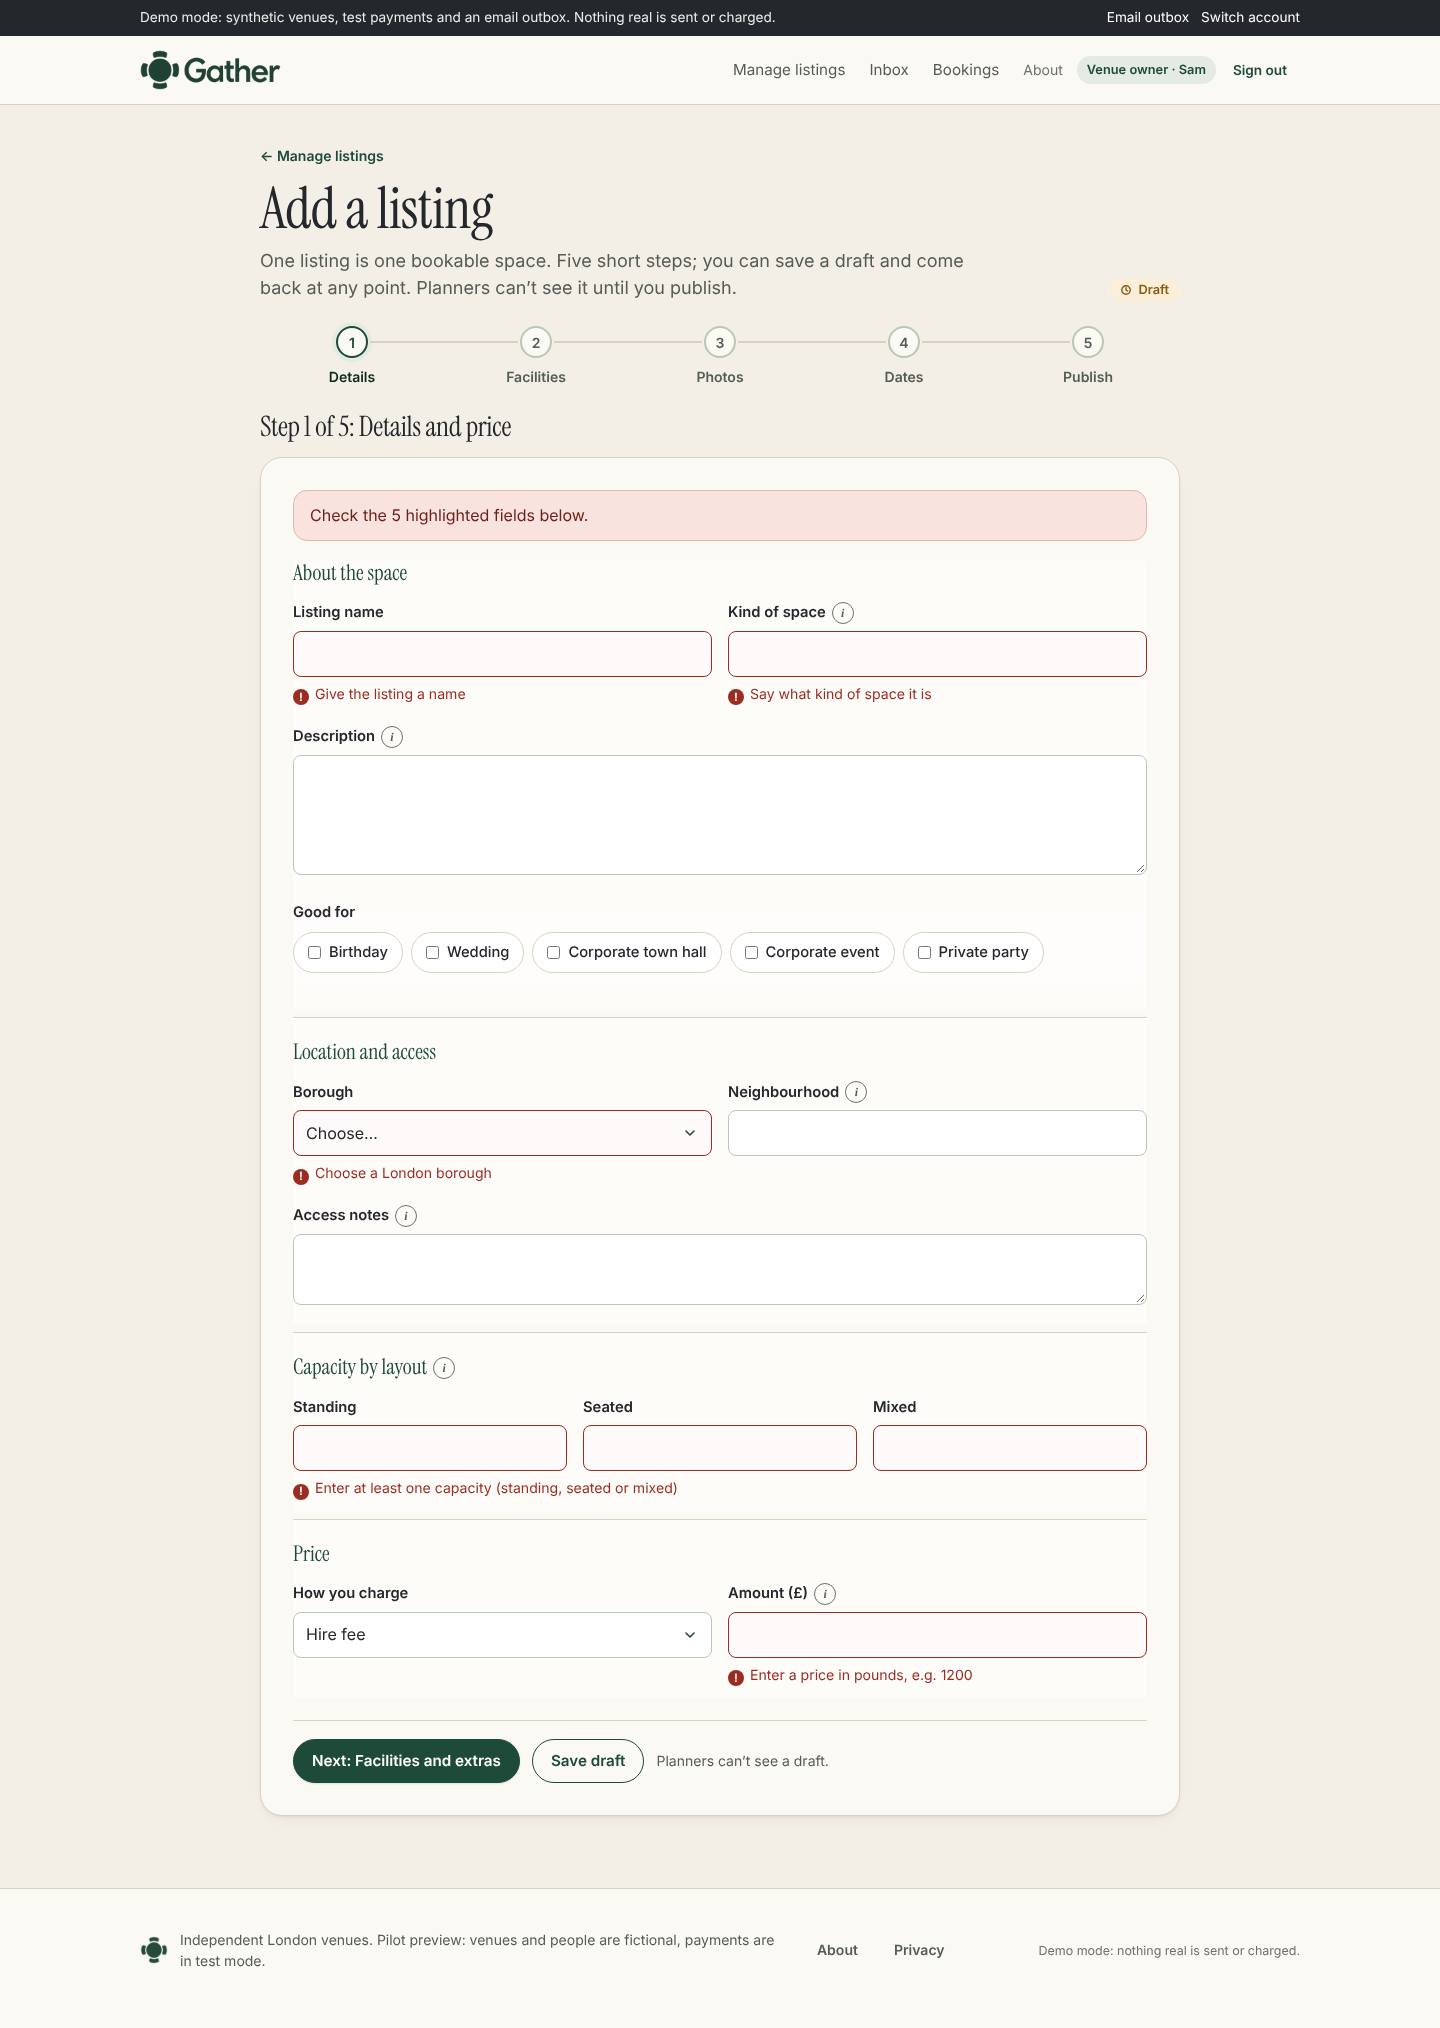 Demo mode: synthetic venues, test payments and an email outbox. Nothing real is sent or charged.
Email outbox Switch account
Gather
Manage listings Inbox Bookings About Venue owner · Sam Sign out
← Manage listings
Add a listing
One listing is one bookable space. Five short steps; you can save a draft and come
back at any point. Planners can’t see it until you publish.
Draft
1 2 3 4 5
Details Facilities Photos Dates Publish
Step 1 of 5: Details and price
Check the 5 highlighted fields below.
About the space
Listing name
Kind of space i
! Give the listing a name
! Say what kind of space it is
Description i
Good for
Birthday Wedding Corporate town hall Corporate event Private party
Location and access
Borough
Neighbourhood i
Choose...
! Choose a London borough
Access notes i
Capacity by layout i
Standing Seated Mixed
! Enter at least one capacity (standing, seated or mixed)
Price
How you charge
Amount (£) i
Hire fee
! Enter a price in pounds, e.g. 1200
Next: Facilities and extras Save draft Planners can’t see a draft.
Independent London venues. Pilot preview: venues and people are fictional, payments are
in test mode.
About Privacy
Demo mode: nothing real is sent or charged.